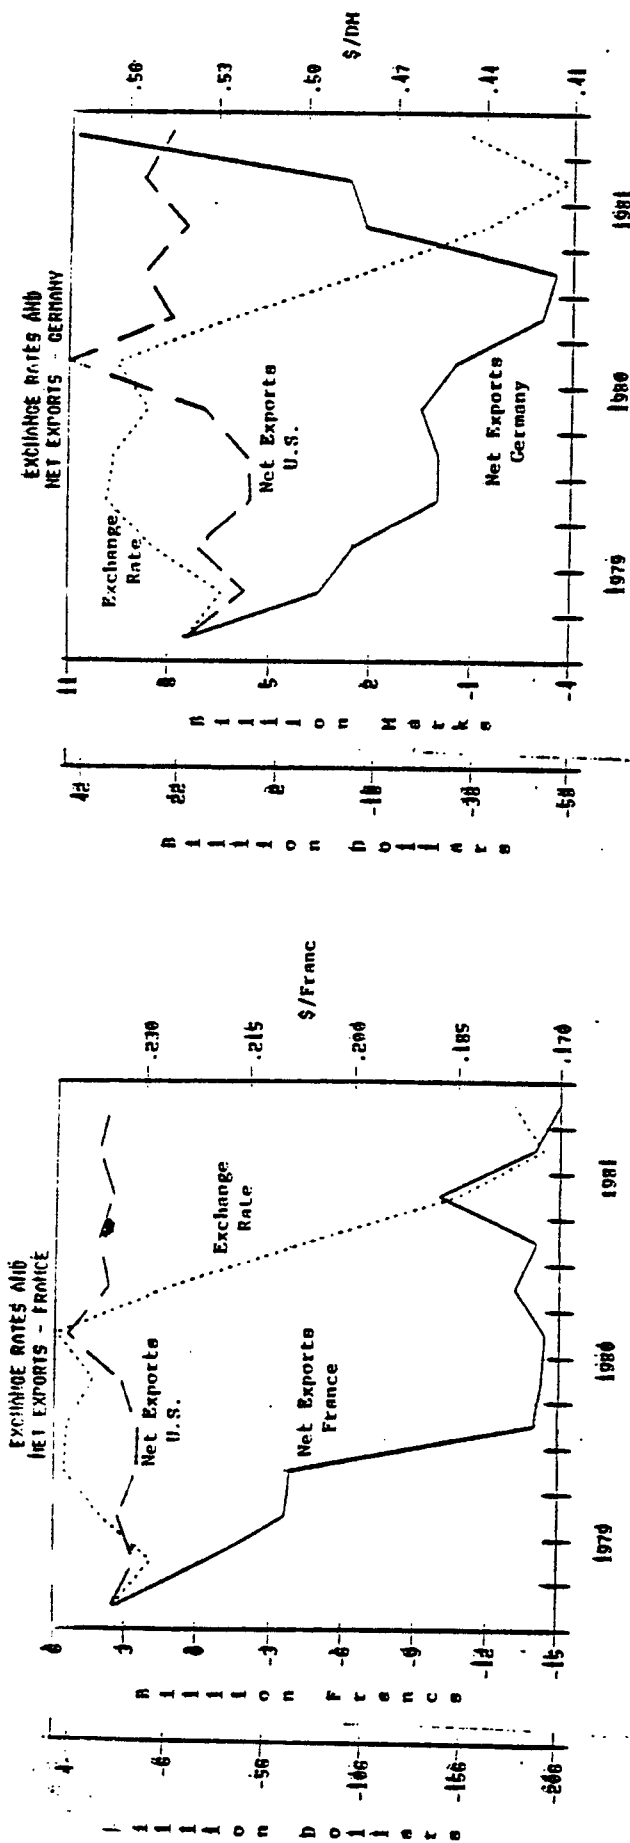 EXCHANGE RATES AND
NET EXPORTS - FRANCE
$/Franc
.230
.215
.200
.185
.170
Exchange
Rate
Net Exports
U.S.
Net Exports
France
6
3
0
-3
-6
-9
-12
-15
Billion Francs
-6
-56
-106
-156
-206
1979
1980
1981
EXCHANGE RATES AND
NET EXPORTS - GERMANY
$/DM
.56
.53
.50
.47
.44
.41
Exchange
Rate
Net Exports
U.S.
Net Exports
Germany
11
8
5
2
-1
-4
Billion Marks
42
22
2
-18
-38
-58
Billion Dollars
1979
1980
1981